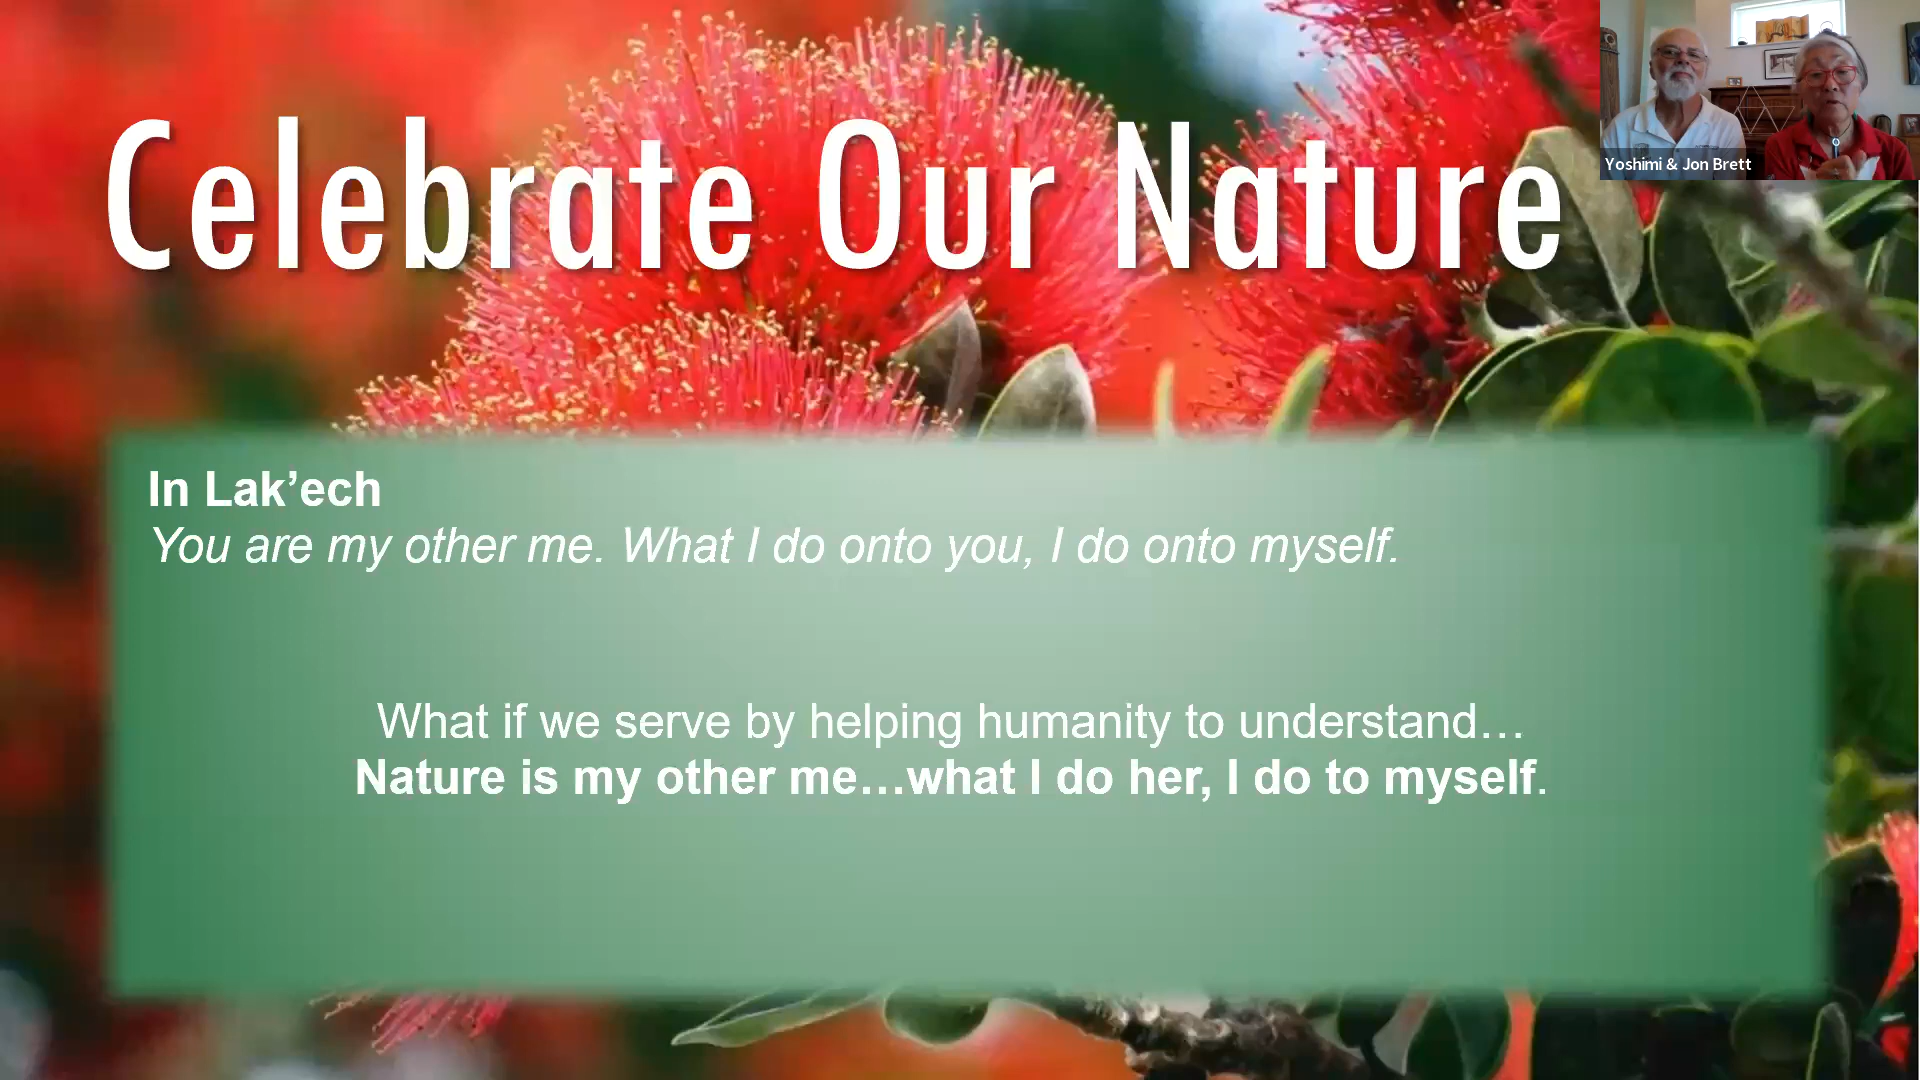 Celebrate Our Nature
Yoshimi & Jon Brett
In Lak’ech
You are my other me. What I do onto you, I do onto myself.
What if we serve by helping humanity to understand…
Nature is my other me…what I do her, I do to myself.